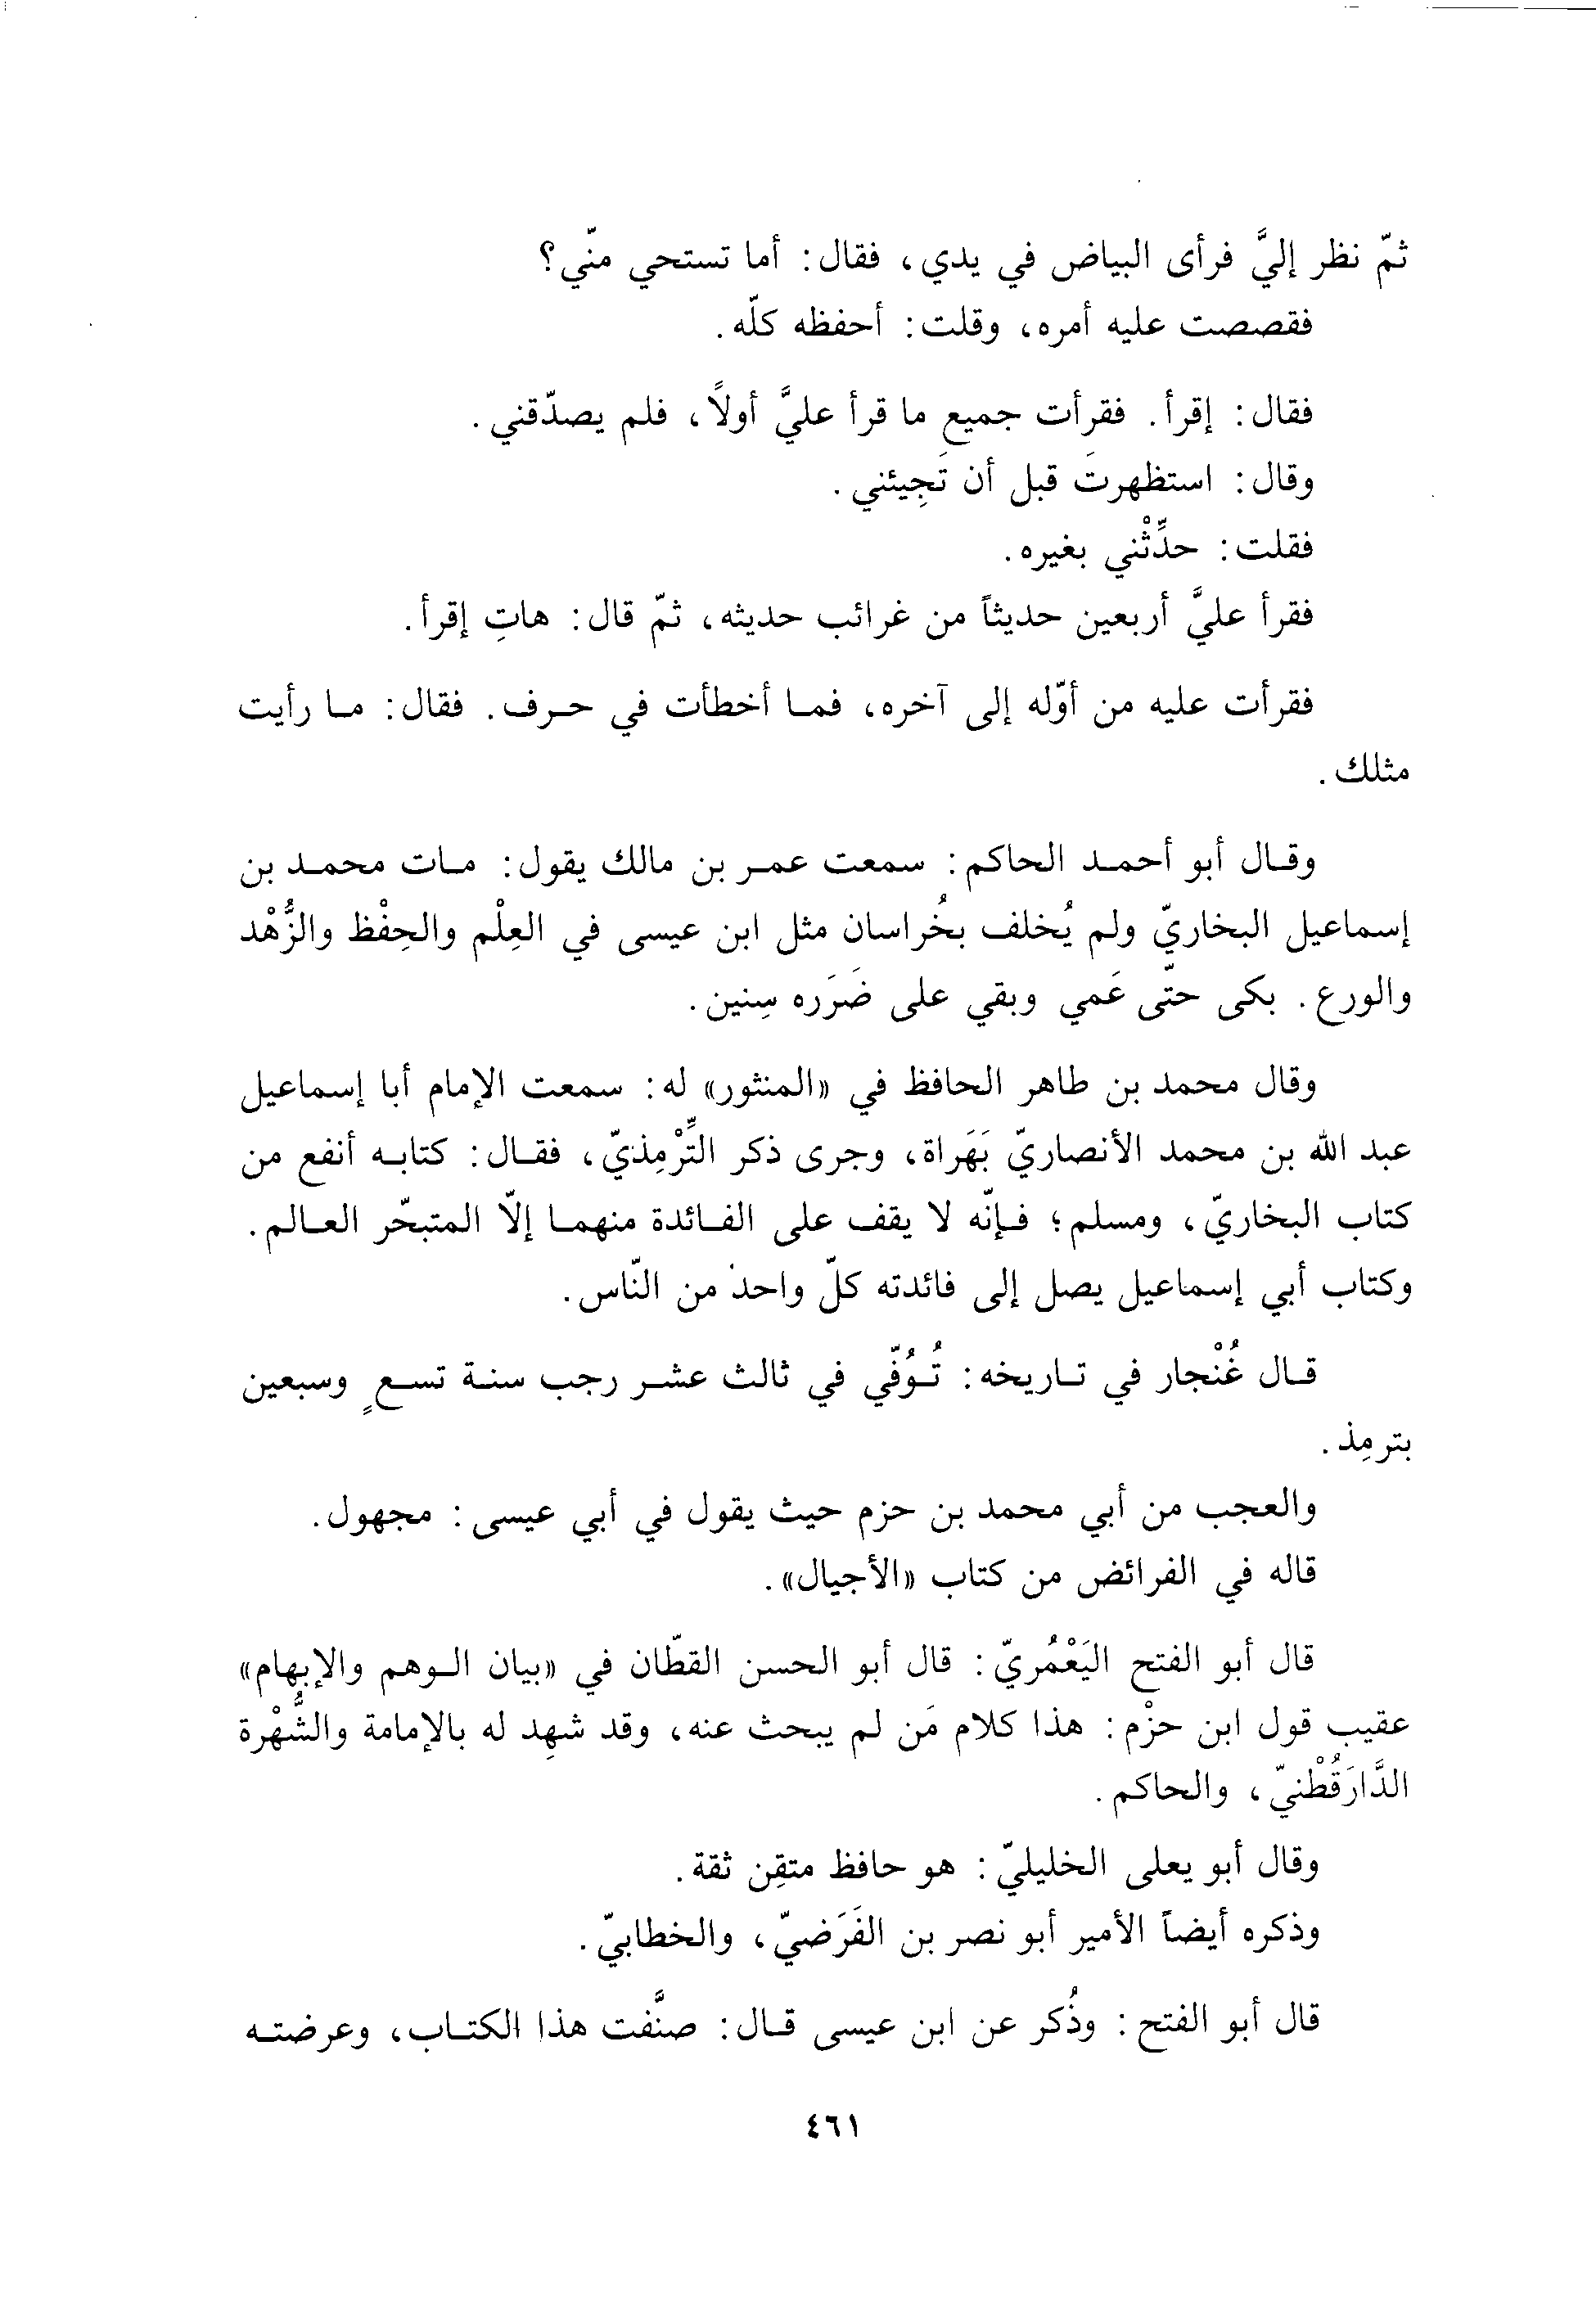 ثمّ نظر إليَّ فرأى البياض في يدي، فقال: أما تستحي منّي؟
فقصصت عليه أمره، وقلت: أحفظه كلّه.
فقال: إقرأ. فقرأت جميع ما قرأ عليَّ أولاً، فلم يصدّقني.
وقال: استظهرتَ قبل أن تَجِيئني.
فقلت: حدِّثْني بغيره.
فقرأ عليَّ أربعين حديثاً من غرائب حديثه، ثمّ قال: هاتِ إقرأ.
فقرأت عليه من أوّله إلى آخره، فما أخطأت في حرف. فقال: ما رأيت
مثلك.
وقال أبو أحمد الحاكم: سمعت عمر بن مالك يقول: مات محمد بن
إسماعيل البخاريّ ولم يُخلف بخُراسان مثل ابن عيسى في العِلْم والحِفْظ والزُّهْد
والورع. بكى حتّى عَمي وبقي على ضَرَره سِنين.
وقال محمد بن طاهر الحافظ في «المنثور» له: سمعت الإمام أبا إسماعيل
عبد الله بن محمد الأنصاريّ بَهَراة، وجرى ذكر التِّرْمِذيّ، فقال: كتابه أنفع من
كتاب البخاريّ، ومسلم؛ فإنّه لا يقف على الفائدة منهما إلّا المتبحّر العالم.
وكتاب أبي إسماعيل يصل إلى فائدته كلّ واحد من النّاس.
قال غُنْجار في تاريخه: تُوُفّي في ثالث عشر رجب سنة تسعٍ وسبعين
بترمِذ.
والعجب من أبي محمد بن حزم حيث يقول في أبي عيسى: مجهول.
قاله في الفرائض من كتاب «الأجيال».
قال أبو الفتح اليَعْمُريّ: قال أبو الحسن القطّان في «بيان الوهم والإبهام»
عقيب قول ابن حزْم: هذا كلام مَن لم يبحث عنه، وقد شهِد له بالإمامة والشُّهْرة
الدَّارَقُطْنيّ، والحاكم.
وقال أبو يعلى الخليليّ: هو حافظ متقِن ثقة.
وذكره أيضاً الأمير أبو نصر بن الفَرَضيّ، والخطابيّ.
قال أبو الفتح: وذُكر عن ابن عيسى قال: صنَّفت هذا الكتاب، وعرضته
٤٦١